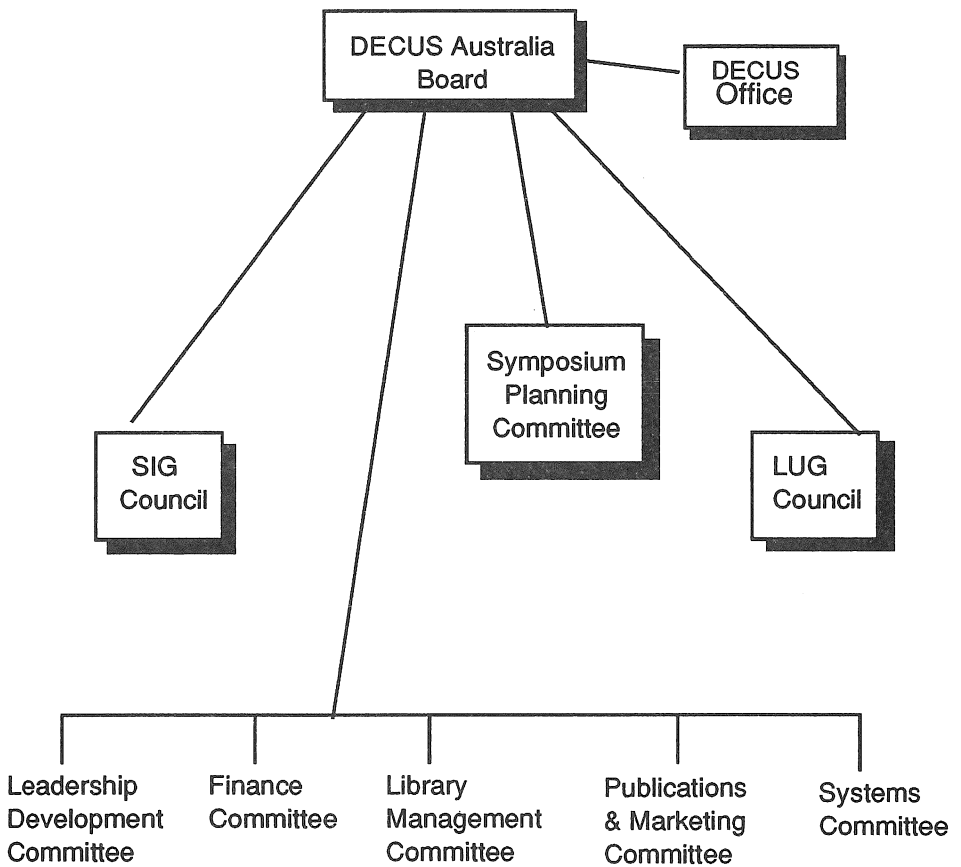 DECUS Australia
Board
DECUS
Office
Symposium
Planning
Committee
SIG
Council
LUG
Council
Leadership
Development
Committee
Finance
Committee
Library
Management
Committee
Publications
& Marketing
Committee
Systems
Committee